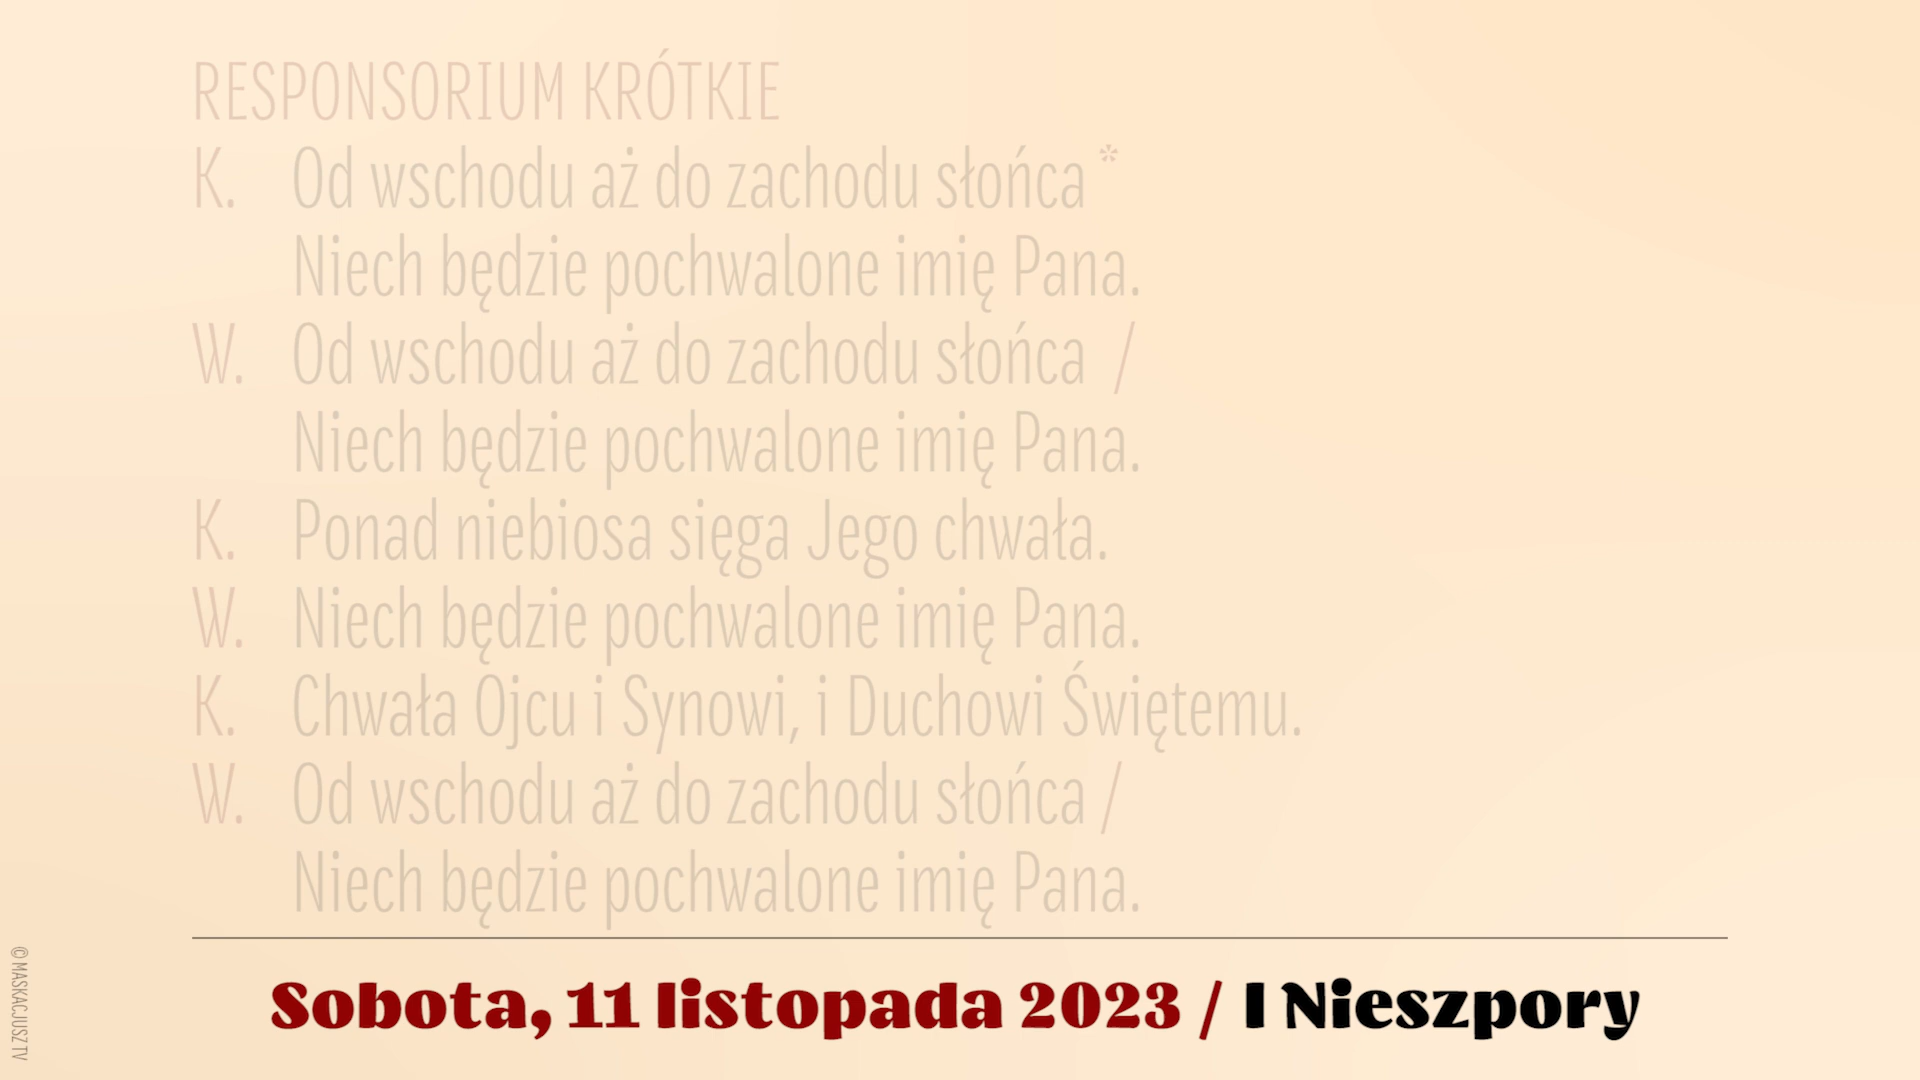 RESPONSORIUM KRÓTKIE
K. Od wschodu aż do zachodu słońca *
Niech będzie pochwalone imię Pana.
W. Od wschodu aż do zachodu słońca /
Niech będzie pochwalone imię Pana.
K. Ponad niebiosa sięga Jego chwała.
W. Niech będzie pochwalone imię Pana.
K. Chwała Ojcu i Synowi, i Duchowi Świętemu.
W. Od wschodu aż do zachodu słońca /
Niech będzie pochwalone imię Pana.
Sobota, 11 listopada 2023 / I Nieszpory
© MASKACJUSZ TV